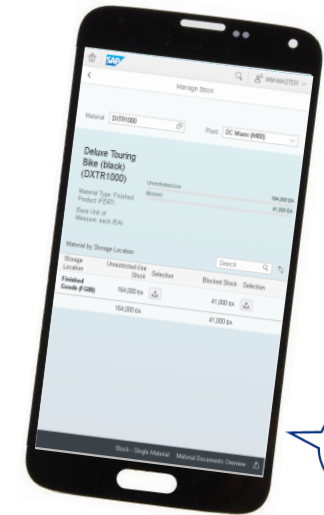 SAP
MM-MASTER
Manage Stock
Material DXTR1000 Plant DC Miami (MI00)
Deluxe Touring
Bike (black)
(DXTR1000)
Material Type: Finished
Product (FERT)
Base Unit of
Measure: each (EA)
Unrestricted-Use 164,000 EA
Blocked 41,000 EA
Material by Storage Location
Search
Storage Location Unrestricted-Use Stock Selection Blocked Stock Selection
Finished Goods (FG00) 164,000 EA 41,000 EA
164,000 EA 41,000 EA
Stock - Single Material Material Documents Overview